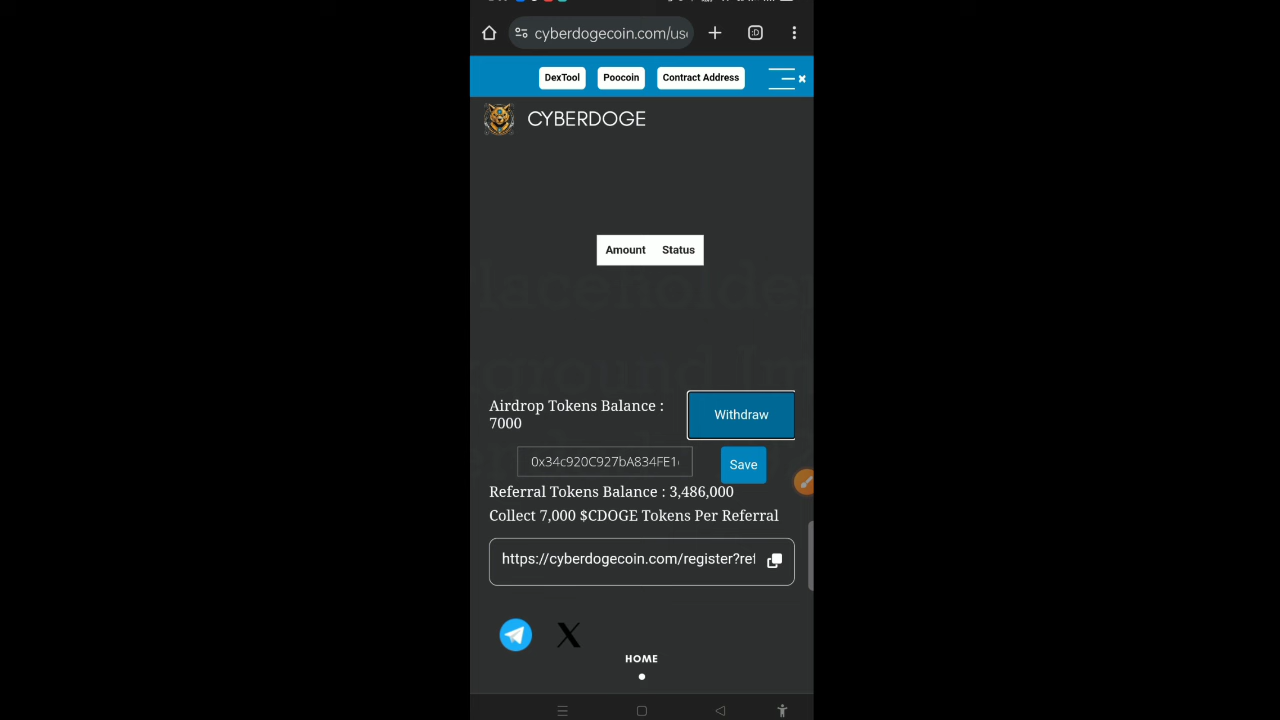 cyberdogecoin.com/us
DexTool Poocoin Contract Address
CYBERDOGE
Amount Status
laceholder
Airdrop Tokens Balance :
7000
Withdraw
0x34c920C927bA834FE1
Save
Referral Tokens Balance : 3,486,000
Collect 7,000 $CDOGE Tokens Per Referral
https://cyberdogecoin.com/register?ref
HOME